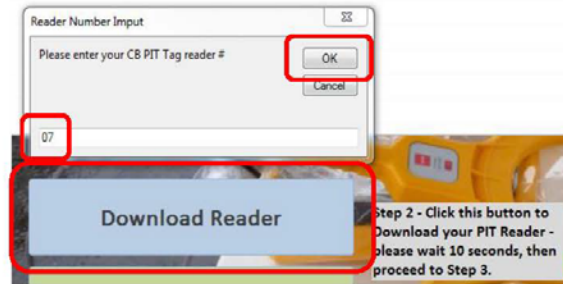 Reader Number Imput
Please enter your CB PIT Tag reader #
OK
Cancel
07
Download Reader
Step 2 - Click this button to
Download your PIT Reader -
please wait 10 seconds, then
proceed to Step 3.